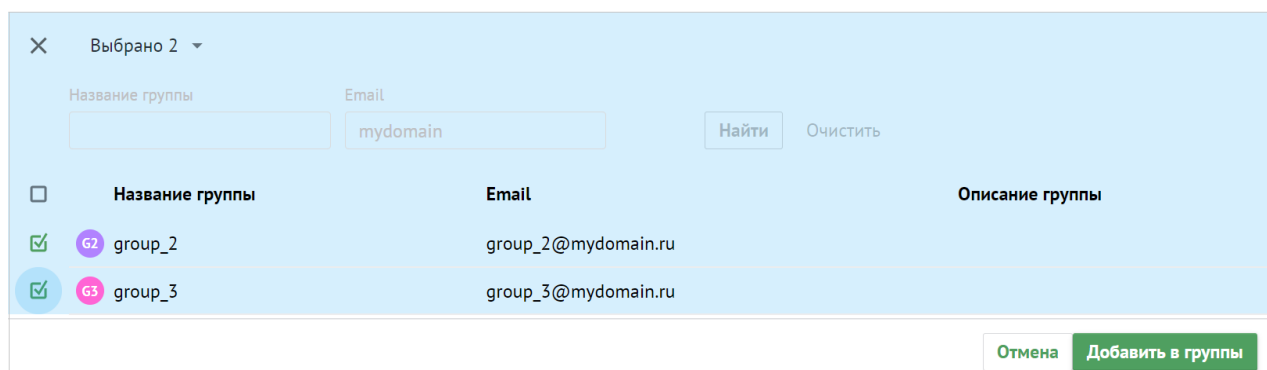 Выбрано 2
Название группы Email
mydomain Найти Очистить
Название группы Email Описание группы
G2 group_2 group_2@mydomain.ru
G3 group_3 group_3@mydomain.ru
Отмена Добавить в группы